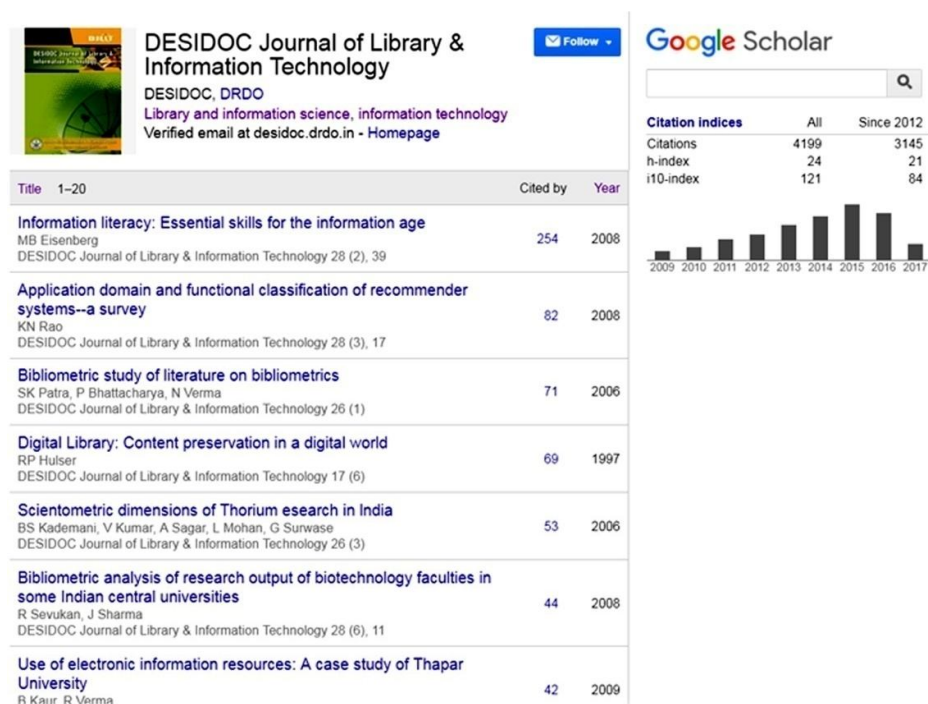 DJLIT
DESIDOC Journal of Library &
Information Technology
DESIDOC Journal of Library &
Information Technology
Follow
DESIDOC, DRDO
Library and information science, information technology
Verified email at desidoc.drdo.in - Homepage
Title 1–20 Cited by Year
Information literacy: Essential skills for the information age
MB Eisenberg
DESIDOC Journal of Library & Information Technology 28 (2), 39
254 2008
Application domain and functional classification of recommender
systems--a survey
KN Rao
DESIDOC Journal of Library & Information Technology 28 (3), 17
82 2008
Bibliometric study of literature on bibliometrics
SK Patra, P Bhattacharya, N Verma
DESIDOC Journal of Library & Information Technology 26 (1)
71 2006
Digital Library: Content preservation in a digital world
RP Hulser
DESIDOC Journal of Library & Information Technology 17 (6)
69 1997
Scientometric dimensions of Thorium esearch in India
BS Kademani, V Kumar, A Sagar, L Mohan, G Surwase
DESIDOC Journal of Library & Information Technology 26 (3)
53 2006
Bibliometric analysis of research output of biotechnology faculties in
some Indian central universities
R Sevukan, J Sharma
DESIDOC Journal of Library & Information Technology 28 (6), 11
44 2008
Use of electronic information resources: A case study of Thapar
University
B Kaur, R Verma
42 2009
Google Scholar
Citation indices All Since 2012
Citations 4199 3145
h-index 24 21
i10-index 121 84
2009 2010 2011 2012 2013 2014 2015 2016 2017